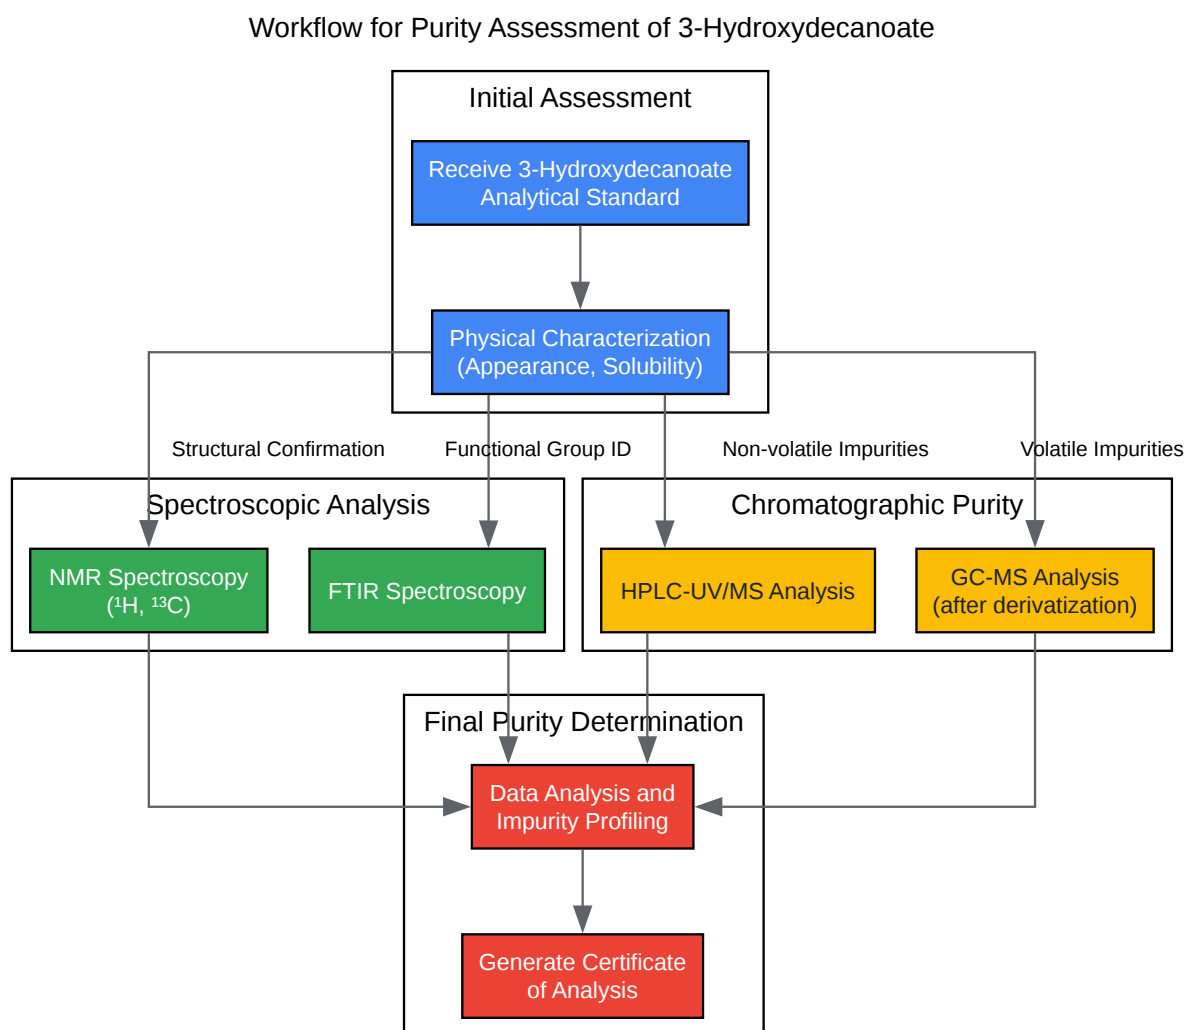 Workflow for Purity Assessment of 3-Hydroxydecanoate
Initial Assessment
Receive 3-Hydroxydecanoate
Analytical Standard
Physical Characterization
(Appearance, Solubility)
Structural Confirmation
Functional Group ID
Non-volatile Impurities
Volatile Impurities
Spectroscopic Analysis
Chromatographic Purity
NMR Spectroscopy
(¹H, ¹³C)
FTIR Spectroscopy
HPLC-UV/MS Analysis
GC-MS Analysis
(after derivatization)
Final Purity Determination
Data Analysis and
Impurity Profiling
Generate Certificate
of Analysis